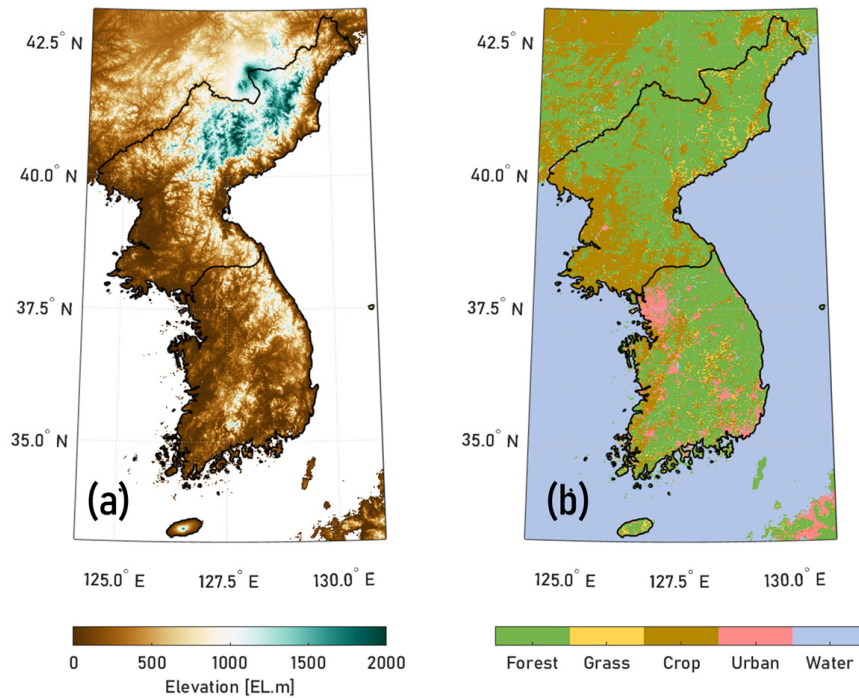 42.5° N
40.0° N
37.5° N
35.0° N
(a)
125.0° E 127.5° E 130.0° E
0 500 1000 1500 2000
Elevation [EL.m]
42.5° N
40.0° N
37.5° N
35.0° N
(b)
125.0° E 127.5° E 130.0° E
Forest Grass Crop Urban Water